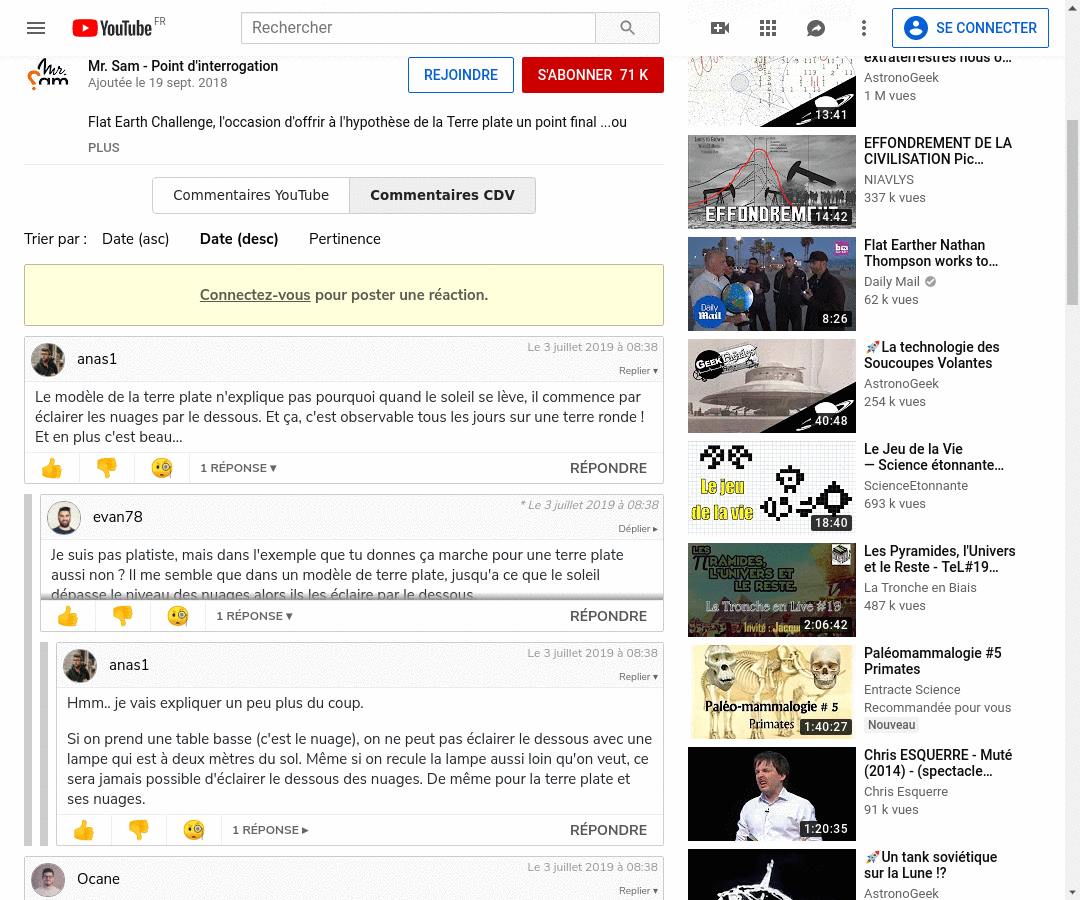 YouTube FR
Rechercher
SE CONNECTER
Mr. Sam - Point d'interrogation
Ajoutée le 19 sept. 2018
REJOINDRE
S'ABONNER 71 K
Flat Earth Challenge, l'occasion d'offrir à l'hypothèse de la Terre plate un point final ...ou
PLUS
Commentaires YouTube
Commentaires CDV
Trier par : Date (asc) Date (desc) Pertinence
Connectez-vous pour poster une réaction.
anas1
Le 3 juillet 2019 à 08:38
Replier ▾
Le modèle de la terre plate n'explique pas pourquoi quand le soleil se lève, il commence par
éclairer les nuages par le dessous. Et ça, c'est observable tous les jours sur une terre ronde !
Et en plus c'est beau...
1 RÉPONSE ▾
RÉPONDRE
evan78
* Le 3 juillet 2019 à 08:38
Déplier ▸
Je suis pas platiste, mais dans l'exemple que tu donnes ça marche pour une terre plate
aussi non ? Il me semble que dans un modèle de terre plate, jusqu'a ce que le soleil
dépasse le niveau des nuages alors ils les éclaire par le dessous
1 RÉPONSE ▾
RÉPONDRE
anas1
Le 3 juillet 2019 à 08:38
Replier ▾
Hmm.. je vais expliquer un peu plus du coup.
Si on prend une table basse (c'est le nuage), on ne peut pas éclairer le dessous avec une
lampe qui est à deux mètres du sol. Même si on recule la lampe aussi loin qu'on veut, ce
sera jamais possible d'éclairer le dessous des nuages. De même pour la terre plate et
ses nuages.
1 RÉPONSE ▸
RÉPONDRE
Ocane
Le 3 juillet 2019 à 08:38
Replier ▾
Mr.
Sam
extraterrestres nous o...
AstronoGeek
1 M vues
13:41
EFFONDREMENT DE LA
CIVILISATION Pic...
NIAVLYS
337 k vues
EFFONDREMENT
14:42
Flat Earther Nathan
Thompson works to...
Daily Mail
62 k vues
Daily
Mail
8:26
🚀La technologie des
Soucoupes Volantes
AstronoGeek
254 k vues
GEEK
40:48
Le Jeu de la Vie
— Science étonnante...
ScienceEtonnante
693 k vues
Le jeu
de la vie
18:40
Les Pyramides, l'Univers
et le Reste - TeL#19...
La Tronche en Biais
487 k vues
LES
PYRAMIDES,
L'UNIVERS ET
LE RESTE.
La Tronche en Live #19
Invité : Jacqu
2:06:42
Paléomammalogie #5
Primates
Entracte Science
Recommandée pour vous
Nouveau
Paléo-mammalogie # 5
Primates
1:40:27
Chris ESQUERRE - Muté
(2014) - (spectacle...
Chris Esquerre
91 k vues
1:20:35
🚀Un tank soviétique
sur la Lune !?
AstronoGeek